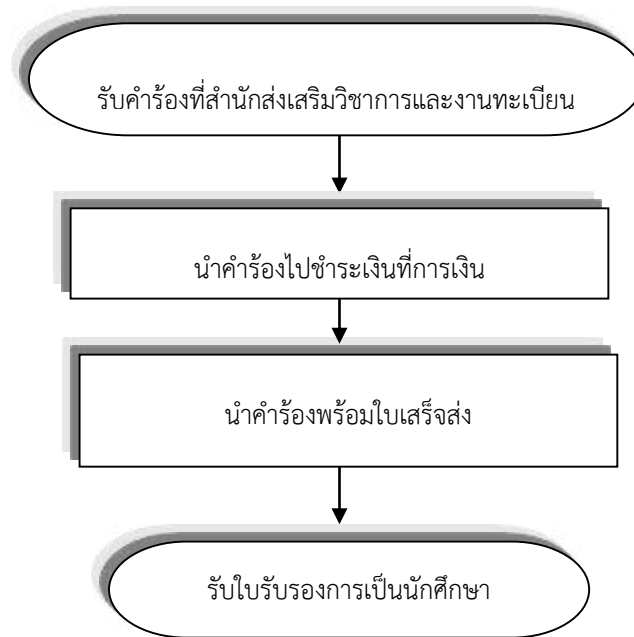 รับคำร้องที่สำนักส่งเสริมวิชาการและงานทะเบียน
นำคำร้องไปชำระเงินที่การเงิน
นำคำร้องพร้อมใบเสร็จส่ง
รับใบรับรองการเป็นนักศึกษา